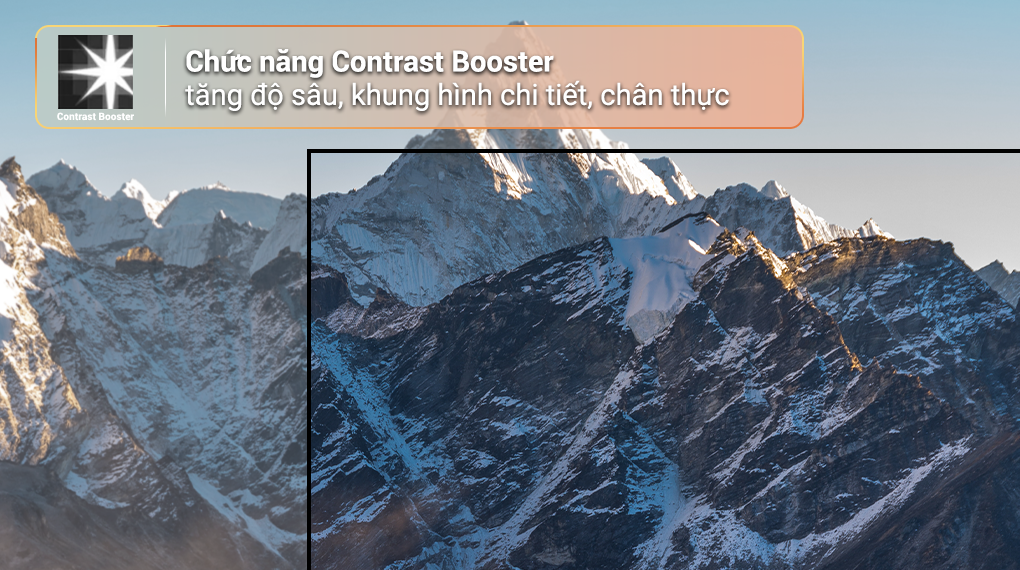 Chức năng Contrast Booster
tăng độ sâu, khung hình chi tiết, chân thực
Contrast Booster